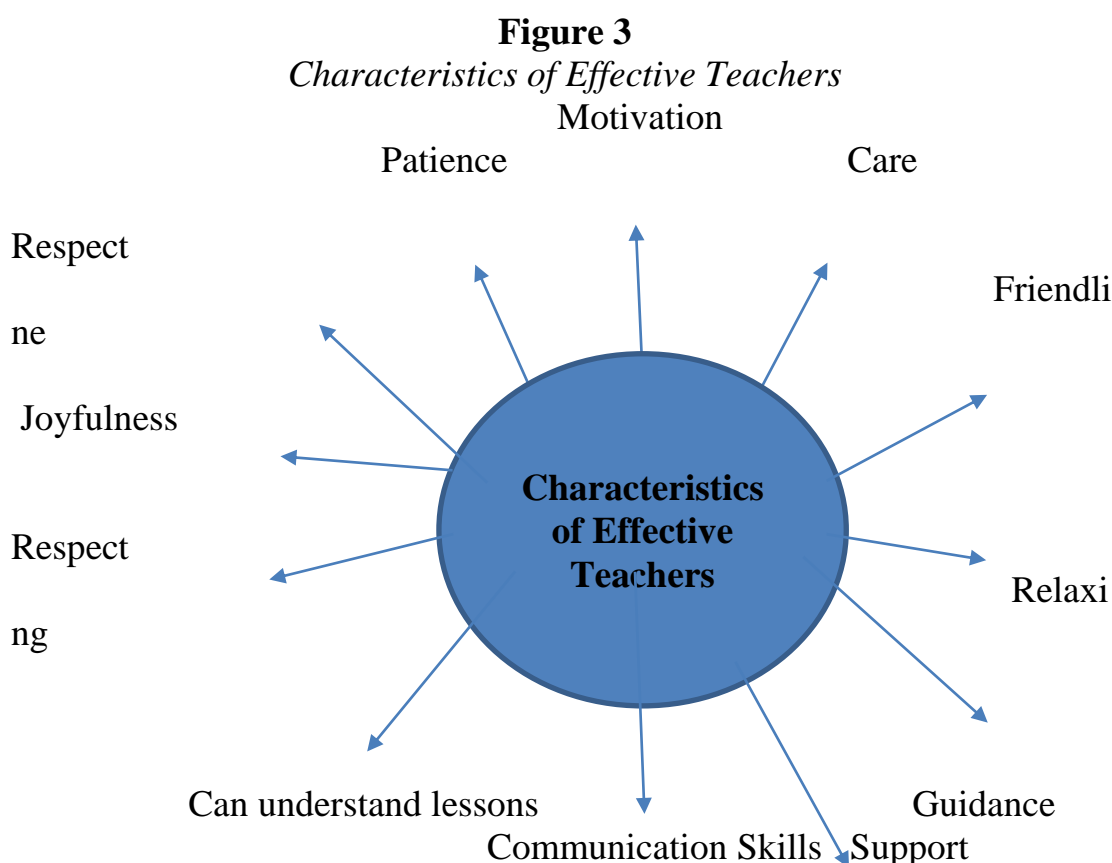 Figure 3
Characteristics of Effective Teachers
Motivation
Patience Care
Respect
Friendli
ne
Joyfulness
Characteristics
of Effective
Teachers
Respect
Relaxi
ng
Can understand lessons Guidance
Communication Skills Support